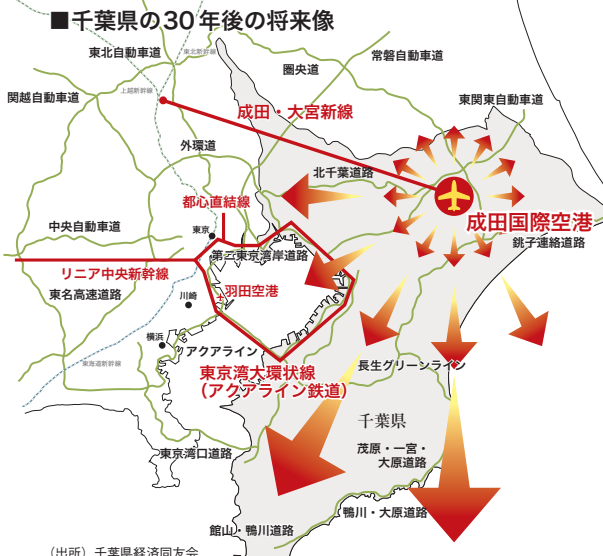 ■千葉県の30年後の将来像
東北自動車道
東北新幹線
常磐自動車道
圏央道
関越自動車道
上越新幹線
東関東自動車道
成田・大宮新線
外環道
北千葉道路
都心直結線
成田国際空港
中央自動車道
東京
銚子連絡道路
第二東京湾岸道路
リニア中央新幹線
東名高速道路
川崎
羽田空港
横浜
アクアライン
東海道新幹線
長生グリーンライン
東京湾大環状線
（アクアライン鉄道）
千葉県
茂原・一宮・
大原道路
東京湾口道路
鴨川・大原道路
館山・鴨川道路
（出所）千葉県経済同友会